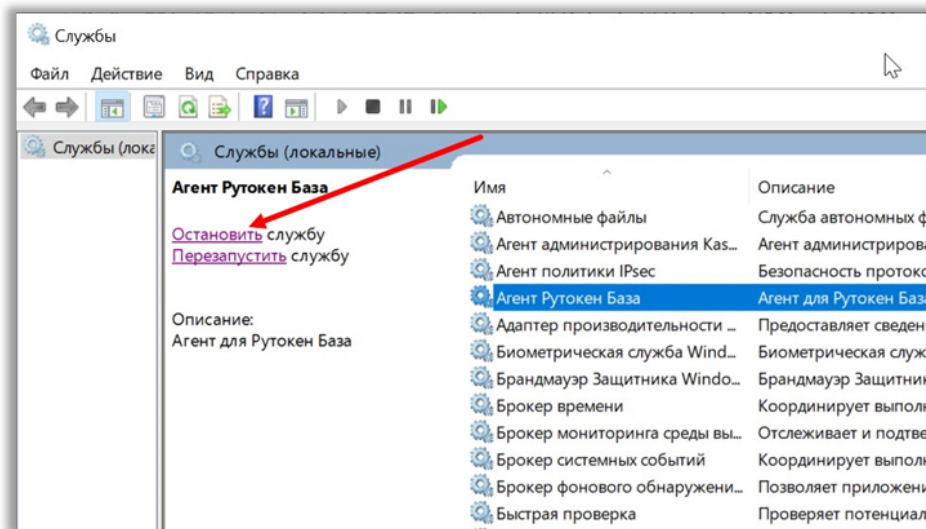 Службы
Файл Действие Вид Справка
Службы (лока
Службы (локальные)
Агент Рутокен База
Остановить службу
Перезапустить службу
Описание:
Агент для Рутокен База
Имя Описание
Автономные файлы Служба автономных ф
Агент администрирования Kas... Агент администрирова
Агент политики IPsec Безопасность протоко
Агент Рутокен База Агент для Рутокен База
Адаптер производительности ... Предоставляет сведен
Биометрическая служба Wind... Биометрическая служ
Брандмауэр Защитника Windo... Брандмауэр Защитник
Брокер времени Координирует выполн
Брокер мониторинга среды вы... Отслеживает и подтве
Брокер системных событий Координирует выполн
Брокер фонового обнаружени... Позволяет приложени
Быстрая проверка Проверяет потенциал